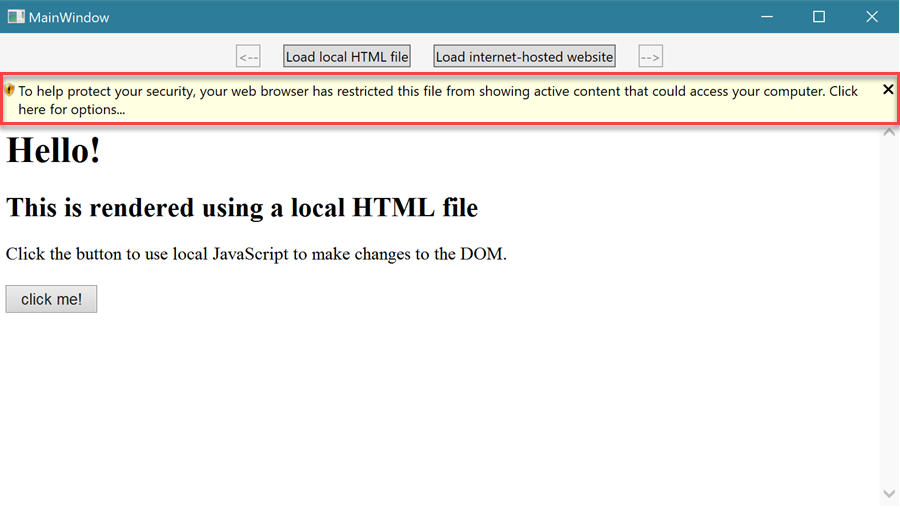 MainWindow
<-- Load local HTML file Load internet-hosted website -->
To help protect your security, your web browser has restricted this file from showing active content that could access your computer. Click
here for options...
Hello!
This is rendered using a local HTML file
Click the button to use local JavaScript to make changes to the DOM.
click me!